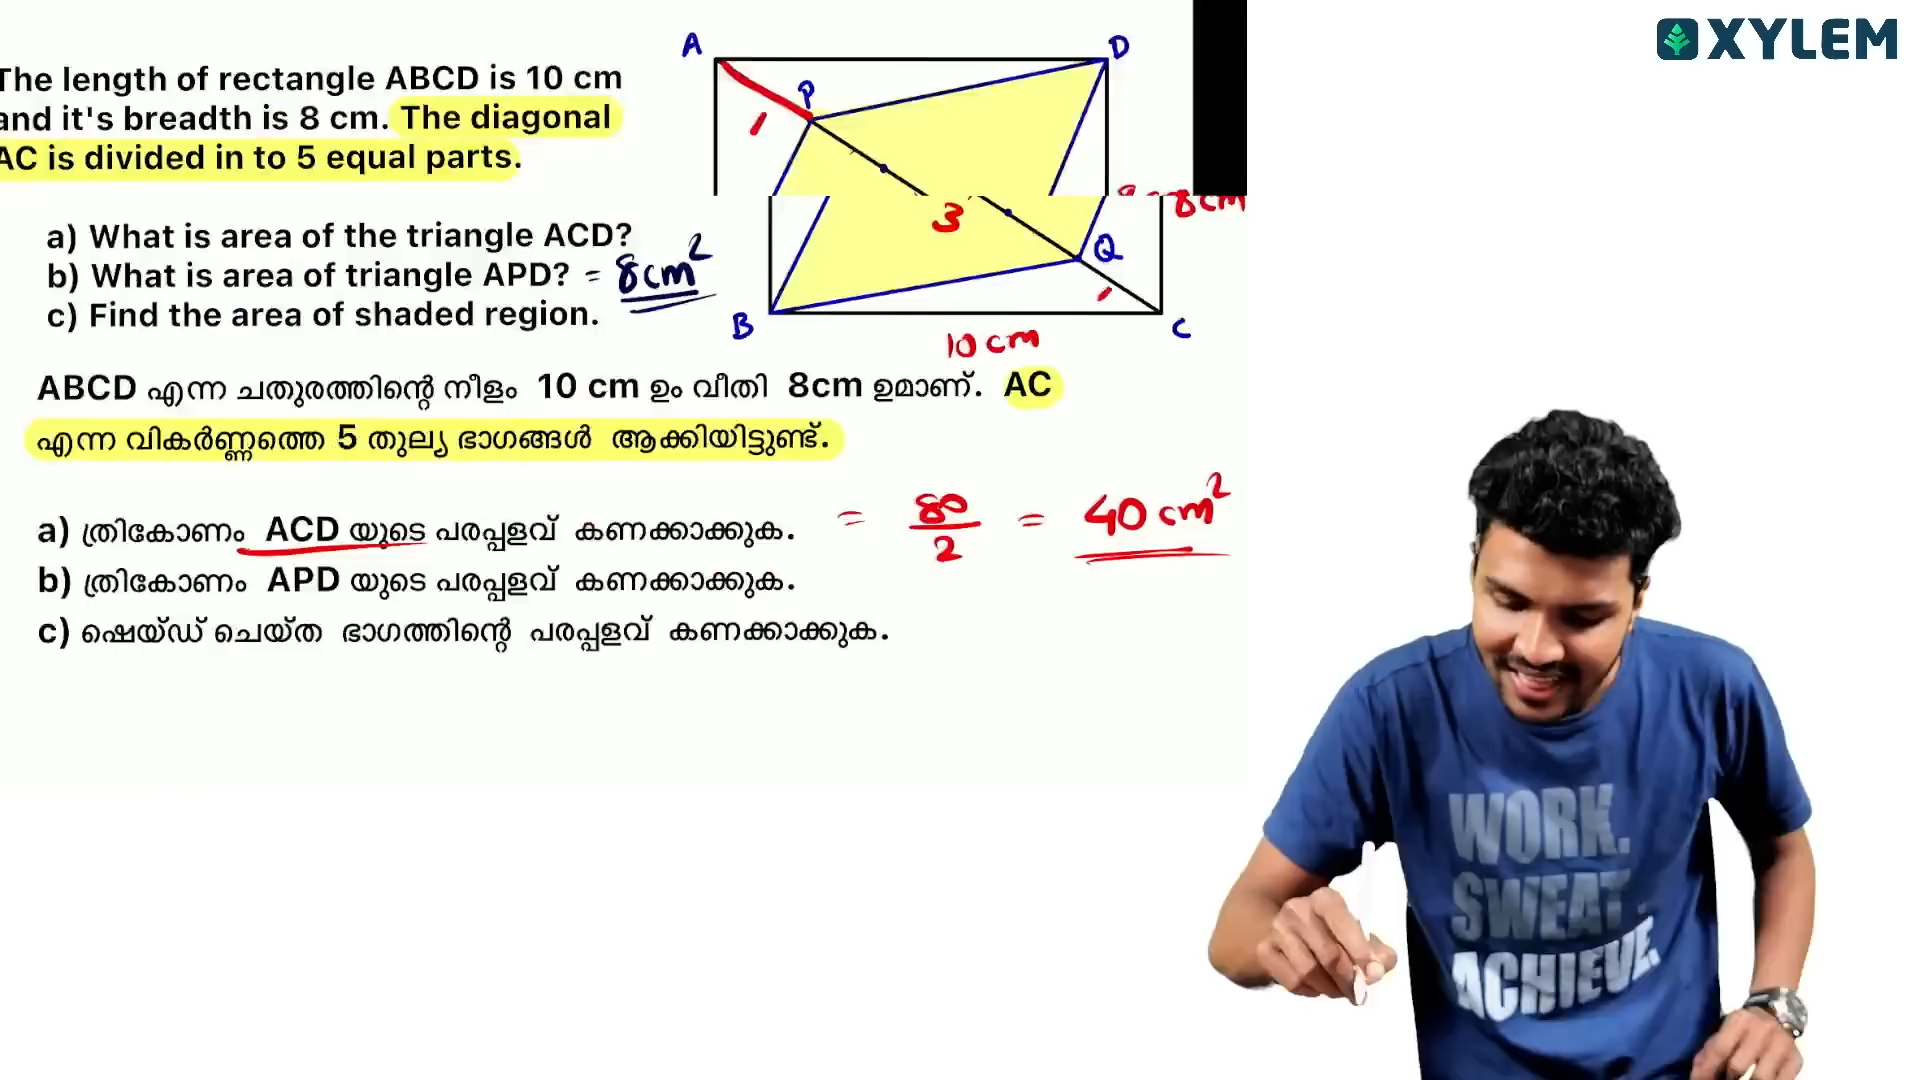 XYLEM
The length of rectangle ABCD is 10 cm
and it's breadth is 8 cm. The diagonal
AC is divided in to 5 equal parts.
a) What is area of the triangle ACD?
b) What is area of triangle APD? = 8cm²
c) Find the area of shaded region.
A
D
P
1
3
8cm
Q
1
B
C
10 cm
ABCD എന്ന ചതുരത്തിന്റെ നീളം 10 cm ഉം വീതി 8cm ഉമാണ്. AC
എന്ന വികർണ്ണത്തെ 5 തുല്യ ഭാഗങ്ങൾ ആക്കിയിട്ടുണ്ട്.
a) ത്രികോണം ACD യുടെ പരപ്പളവ് കണക്കാക്കുക. = 80/2 = 40 cm²
b) ത്രികോണം APD യുടെ പരപ്പളവ് കണക്കാക്കുക.
c) ഷെയ്ഡ് ചെയ്ത ഭാഗത്തിന്റെ പരപ്പളവ് കണക്കാക്കുക.
WORK.
SWEAT.
ACHIEVE.